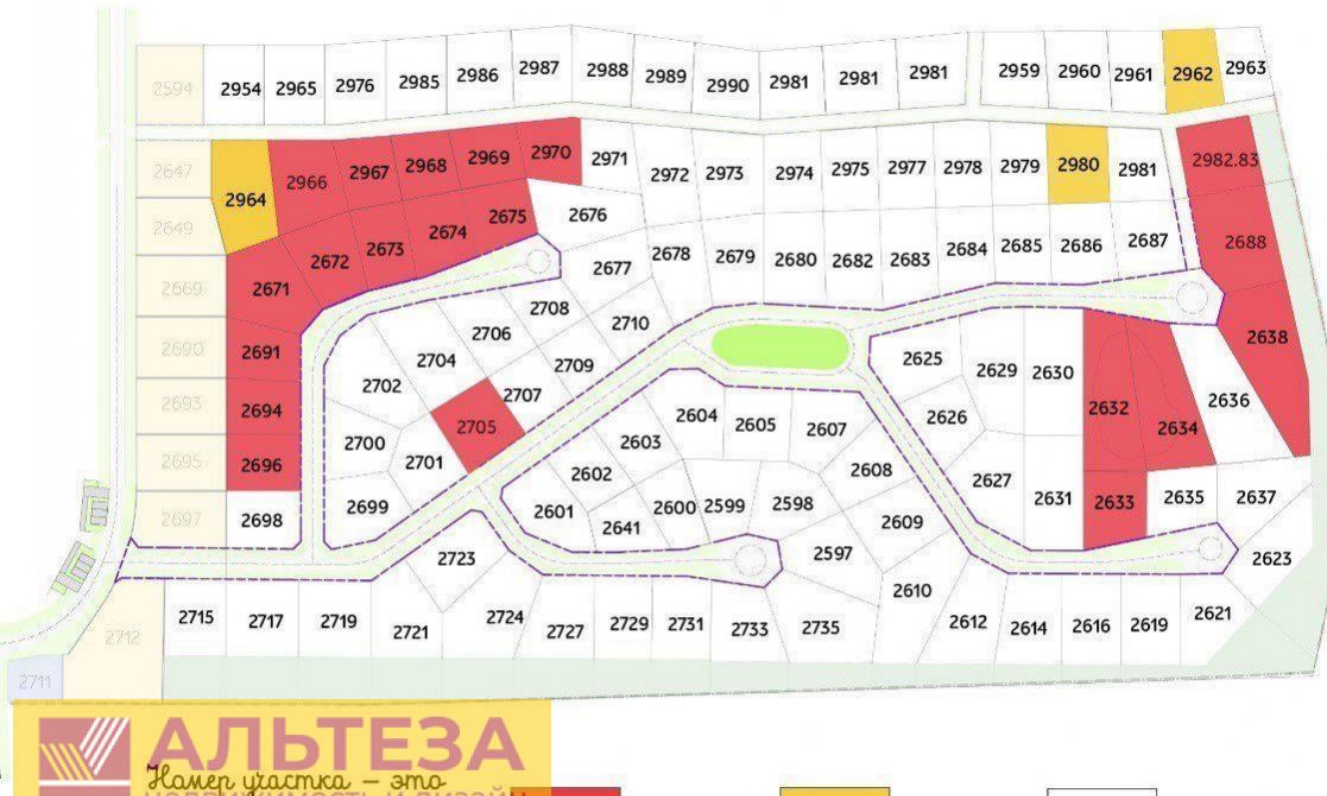 2594 2954 2965 2976 2985 2986 2987 2988 2989 2990 2981 2981 2981 2959 2960 2961 2962 2963
2647 2964 2966 2967 2968 2969 2970 2971 2972 2973 2974 2975 2977 2978 2979 2980 2981 2982.83
2649 2671 2672 2673 2674 2675 2676 2677 2678 2679 2680 2682 2683 2684 2685 2686 2687 2688
2669 2708 2710 2638
2690 2691 2704 2706 2709 2625 2629 2630
2693 2694 2702 2705 2707 2604 2605 2607 2626 2632 2634 2636
2695 2696 2700 2701 2602 2603 2608 2627
2697 2698 2699 2601 2641 2600 2599 2598 2609 2631 2633 2635 2637
2723 2597 2610 2623
2712 2715 2717 2719 2721 2724 2727 2729 2731 2733 2735 2612 2614 2616 2619 2621
2711
АЛЬТЕЗА
Номер участка – это
НЕДВИЖИМОСТЬ И ДИЗАЙН